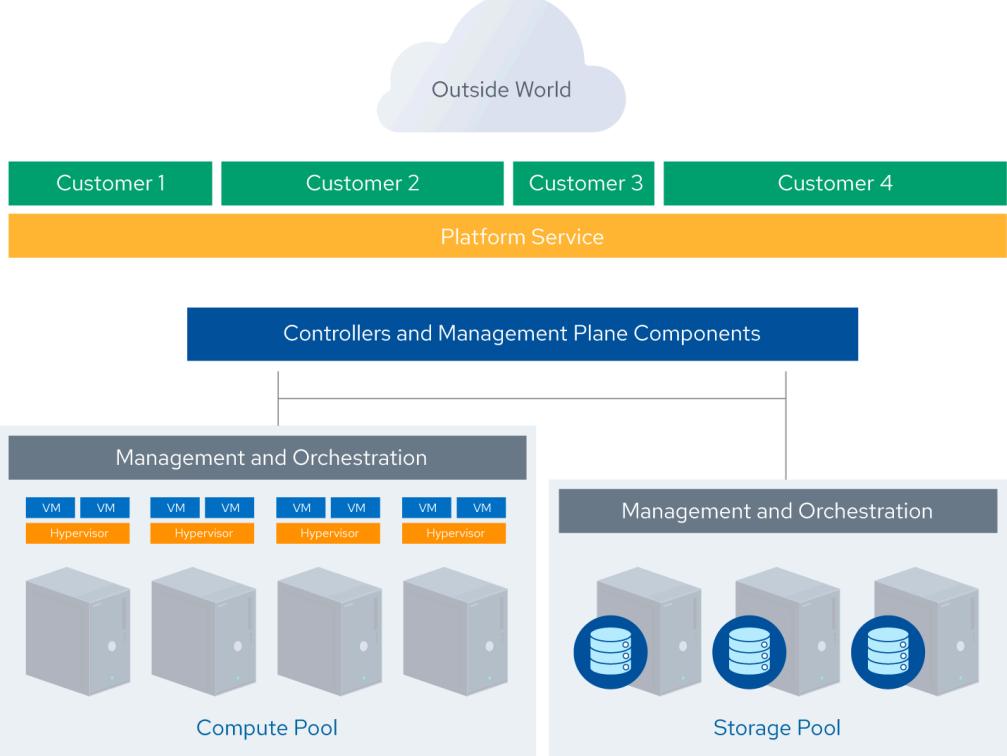 Outside World
Customer 1
Customer 2
Customer 3
Customer 4
Platform Service
Controllers and Management Plane Components
Management and Orchestration
VM VM VM VM VM VM VM VM
Hypervisor Hypervisor Hypervisor Hypervisor
Compute Pool
Management and Orchestration
Storage Pool